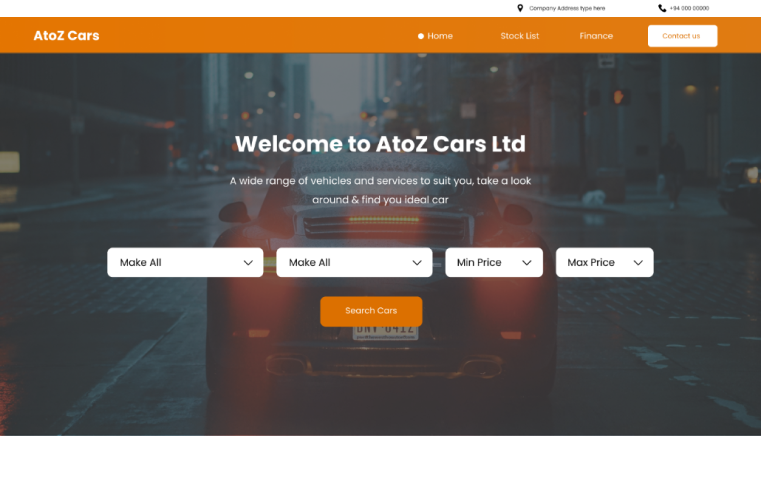 Company Address type here
+94 000 00000
AtoZ Cars
Home
Stock List
Finance
Contact us
Welcome to AtoZ Cars Ltd
A wide range of vehicles and services to suit you, take a look
around & find you ideal car
Make All
Make All
Min Price
Max Price
Search Cars